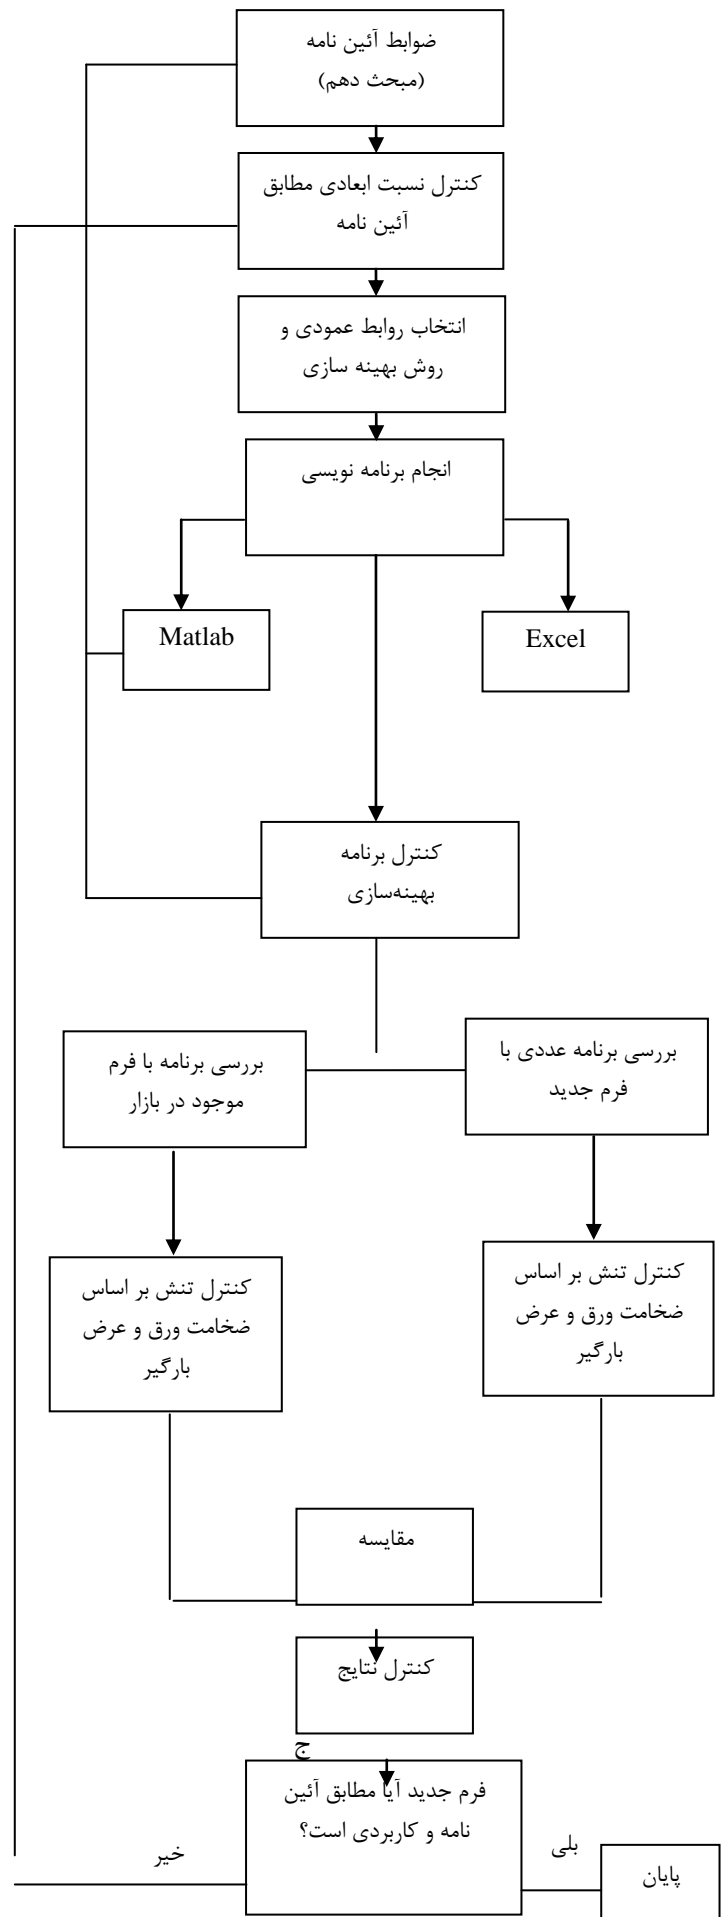 ضوابط آئین نامه
(مبحث دهم)
کنترل نسبت ابعادی مطابق
آئین نامه
انتخاب روابط عمودی و
روش بهینه سازی
انجام برنامه نویسی
Matlab
Excel
کنترل برنامه
بهینه‌سازی
بررسی برنامه عددی با
فرم جدید
بررسی برنامه با فرم
موجود در بازار
کنترل تنش بر اساس
ضخامت ورق و عرض
بارگیر
کنترل تنش بر اساس
ضخامت ورق و عرض
بارگیر
مقایسه
کنترل نتایج
ج
فرم جدید آیا مطابق آئین
نامه و کاربردی است؟
بلی
خیر
پایان